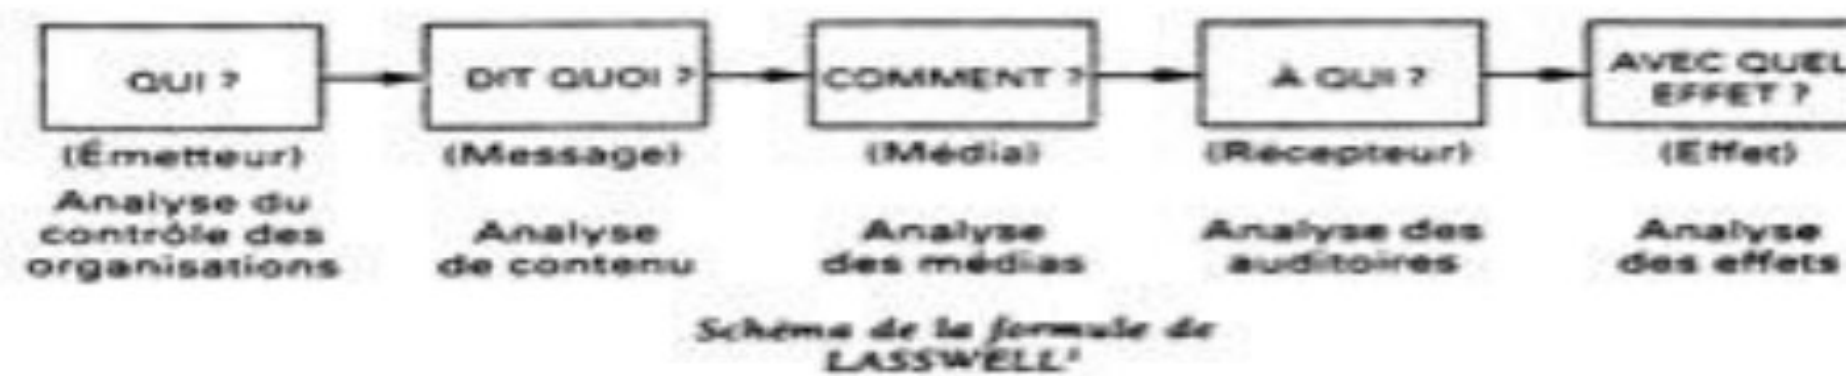 QUI ?
DIT QUOI ?
COMMENT ?
À QUI ?
AVEC QUEL
EFFET ?
(Émetteur)
(Message)
(Média)
(Récepteur)
(Effet)
Analyse du
contrôle des
organisations
Analyse
de contenu
Analyse
des médias
Analyse des
auditoires
Analyse
des effets
Schéma de la formule de
LASSWELL